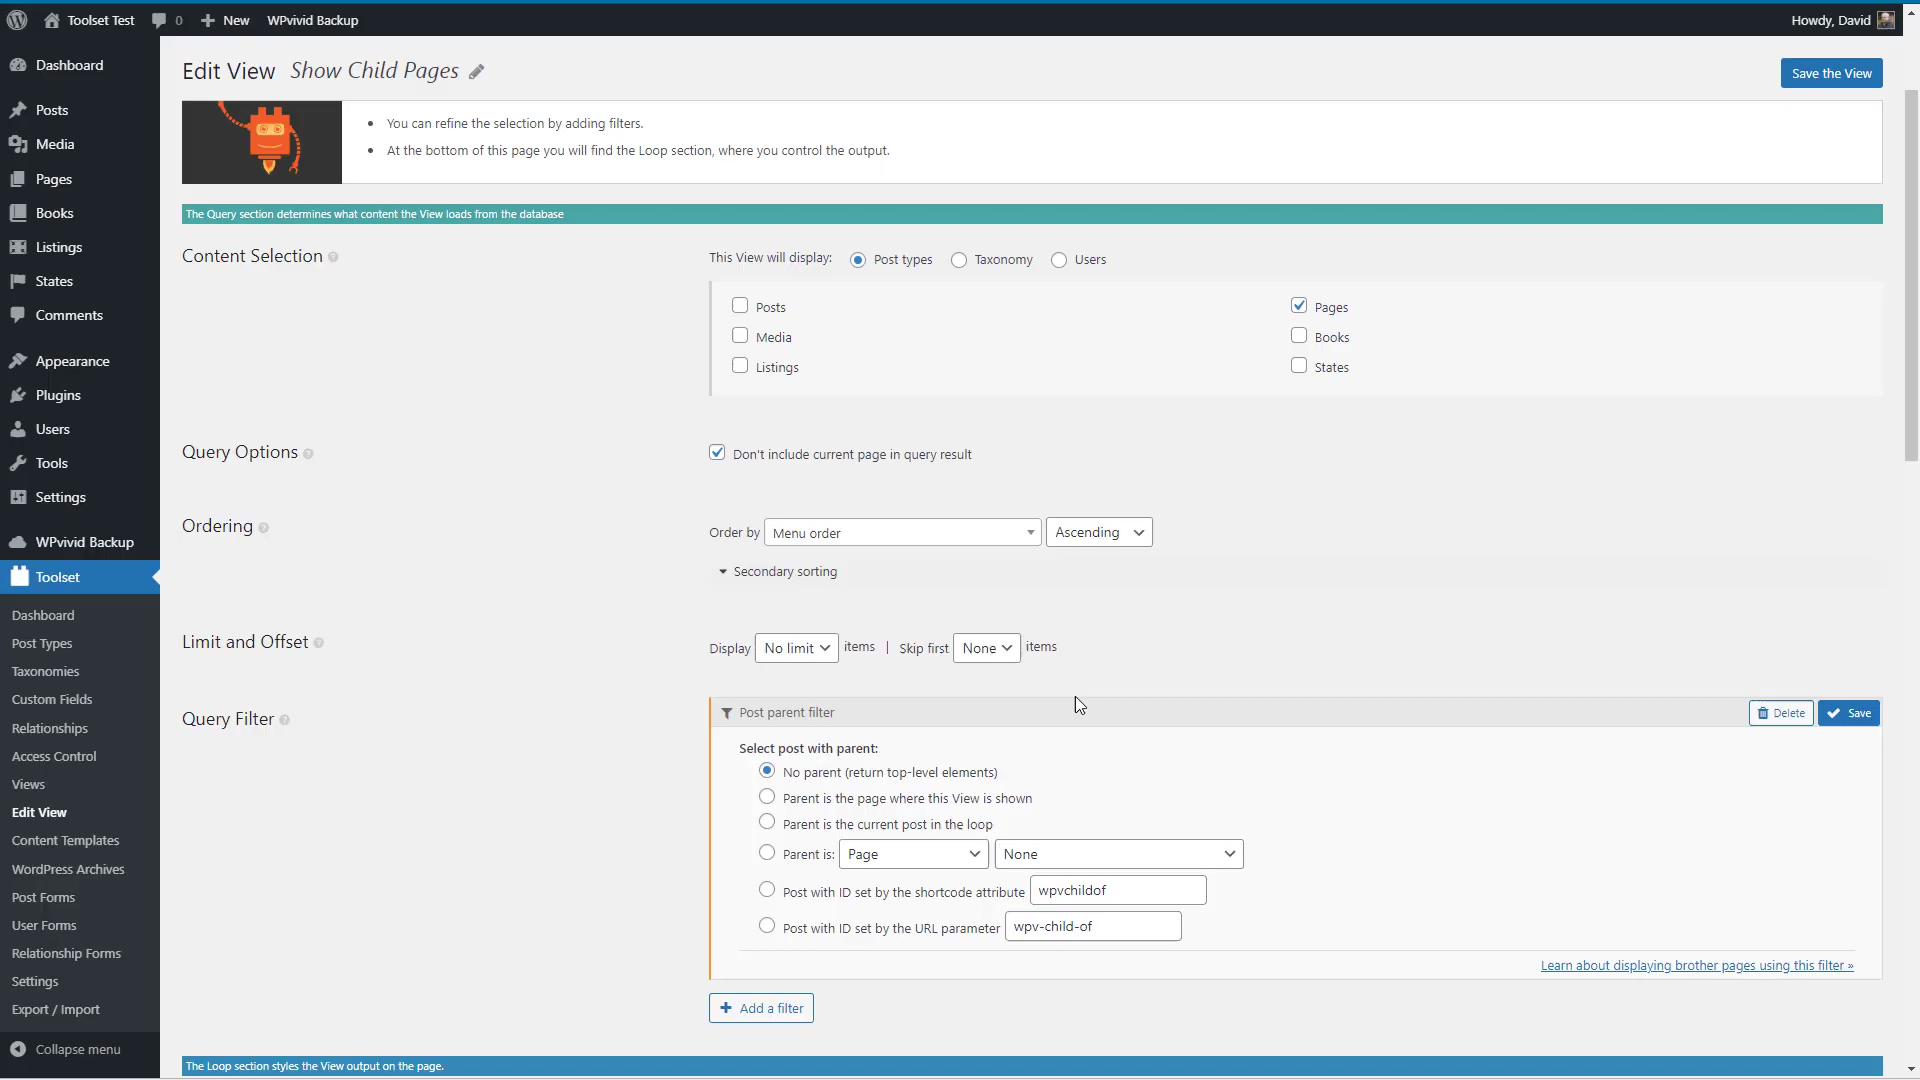 Toolset Test
0
New
WPvivid Backup
Howdy, David
Dashboard
Posts
Media
Pages
Books
Listings
States
Comments
Appearance
Plugins
Users
Tools
Settings
WPvivid Backup
Toolset
Dashboard
Post Types
Taxonomies
Custom Fields
Relationships
Access Control
Views
Edit View
Content Templates
WordPress Archives
Post Forms
User Forms
Relationship Forms
Settings
Export / Import
Collapse menu
Edit View Show Child Pages
Save the View
You can refine the selection by adding filters.
At the bottom of this page you will find the Loop section, where you control the output.
The Query section determines what content the View loads from the database
Content Selection
This View will display: Post types Taxonomy Users
Posts Pages
Media Books
Listings States
Query Options
Don't include current page in query result
Ordering
Order by Menu order Ascending
Secondary sorting
Limit and Offset
Display No limit items | Skip first None items
Query Filter
Post parent filter
Delete Save
Select post with parent:
No parent (return top-level elements)
Parent is the page where this View is shown
Parent is the current post in the loop
Parent is: Page None
Post with ID set by the shortcode attribute wpvchildof
Post with ID set by the URL parameter wpv-child-of
Learn about displaying brother pages using this filter »
Add a filter
The Loop section styles the View output on the page.